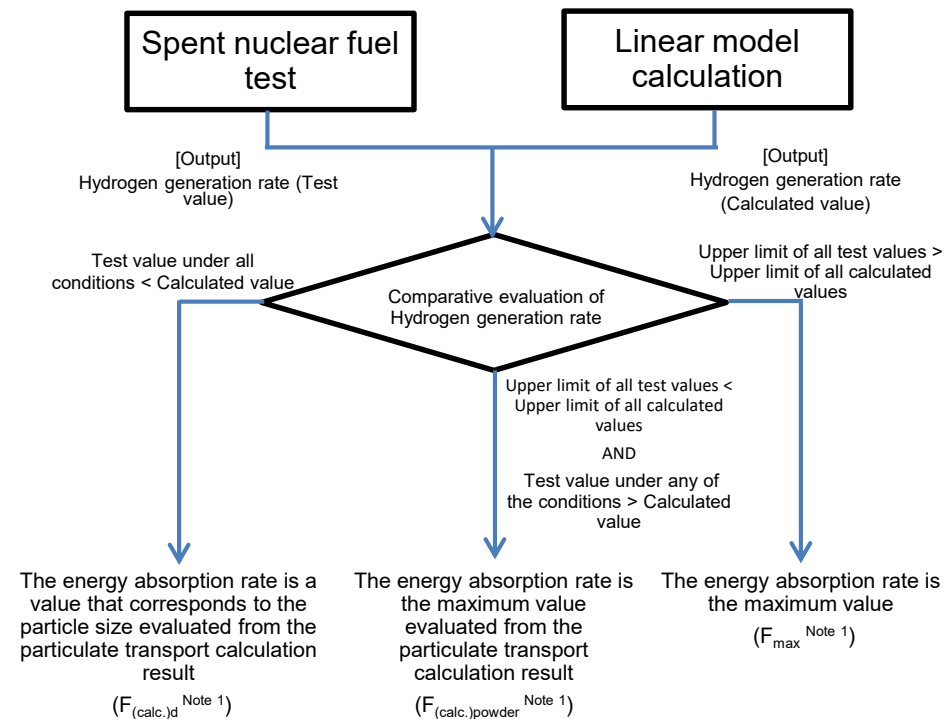 Spent nuclear fuel
test
Linear model
calculation
[Output]
Hydrogen generation rate (Test
value)
[Output]
Hydrogen generation rate
(Calculated value)
Test value under all
conditions < Calculated value
Upper limit of all test values >
Upper limit of all calculated
values
Comparative evaluation of
Hydrogen generation rate
Upper limit of all test values <
Upper limit of all calculated
values
AND
Test value under any of
the conditions > Calculated
value
The energy absorption rate is a
value that corresponds to the
particle size evaluated from the
particulate transport calculation
result
(F(calc.)d Note 1)
The energy absorption rate is
the maximum value
evaluated from the
particulate transport
calculation result
(F(calc.)powder Note 1)
The energy absorption rate is
the maximum value
(Fmax Note 1)